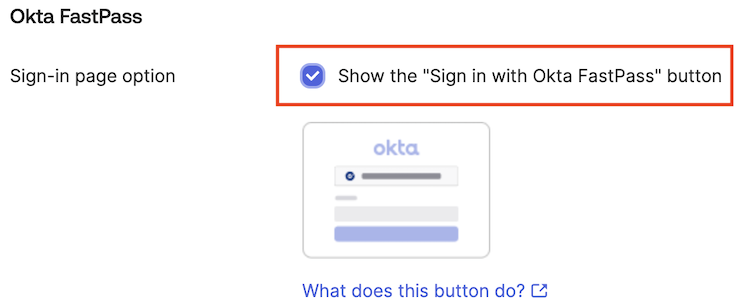 Okta FastPass
Sign-in page option
Show the "Sign in with Okta FastPass" button
okta
What does this button do?